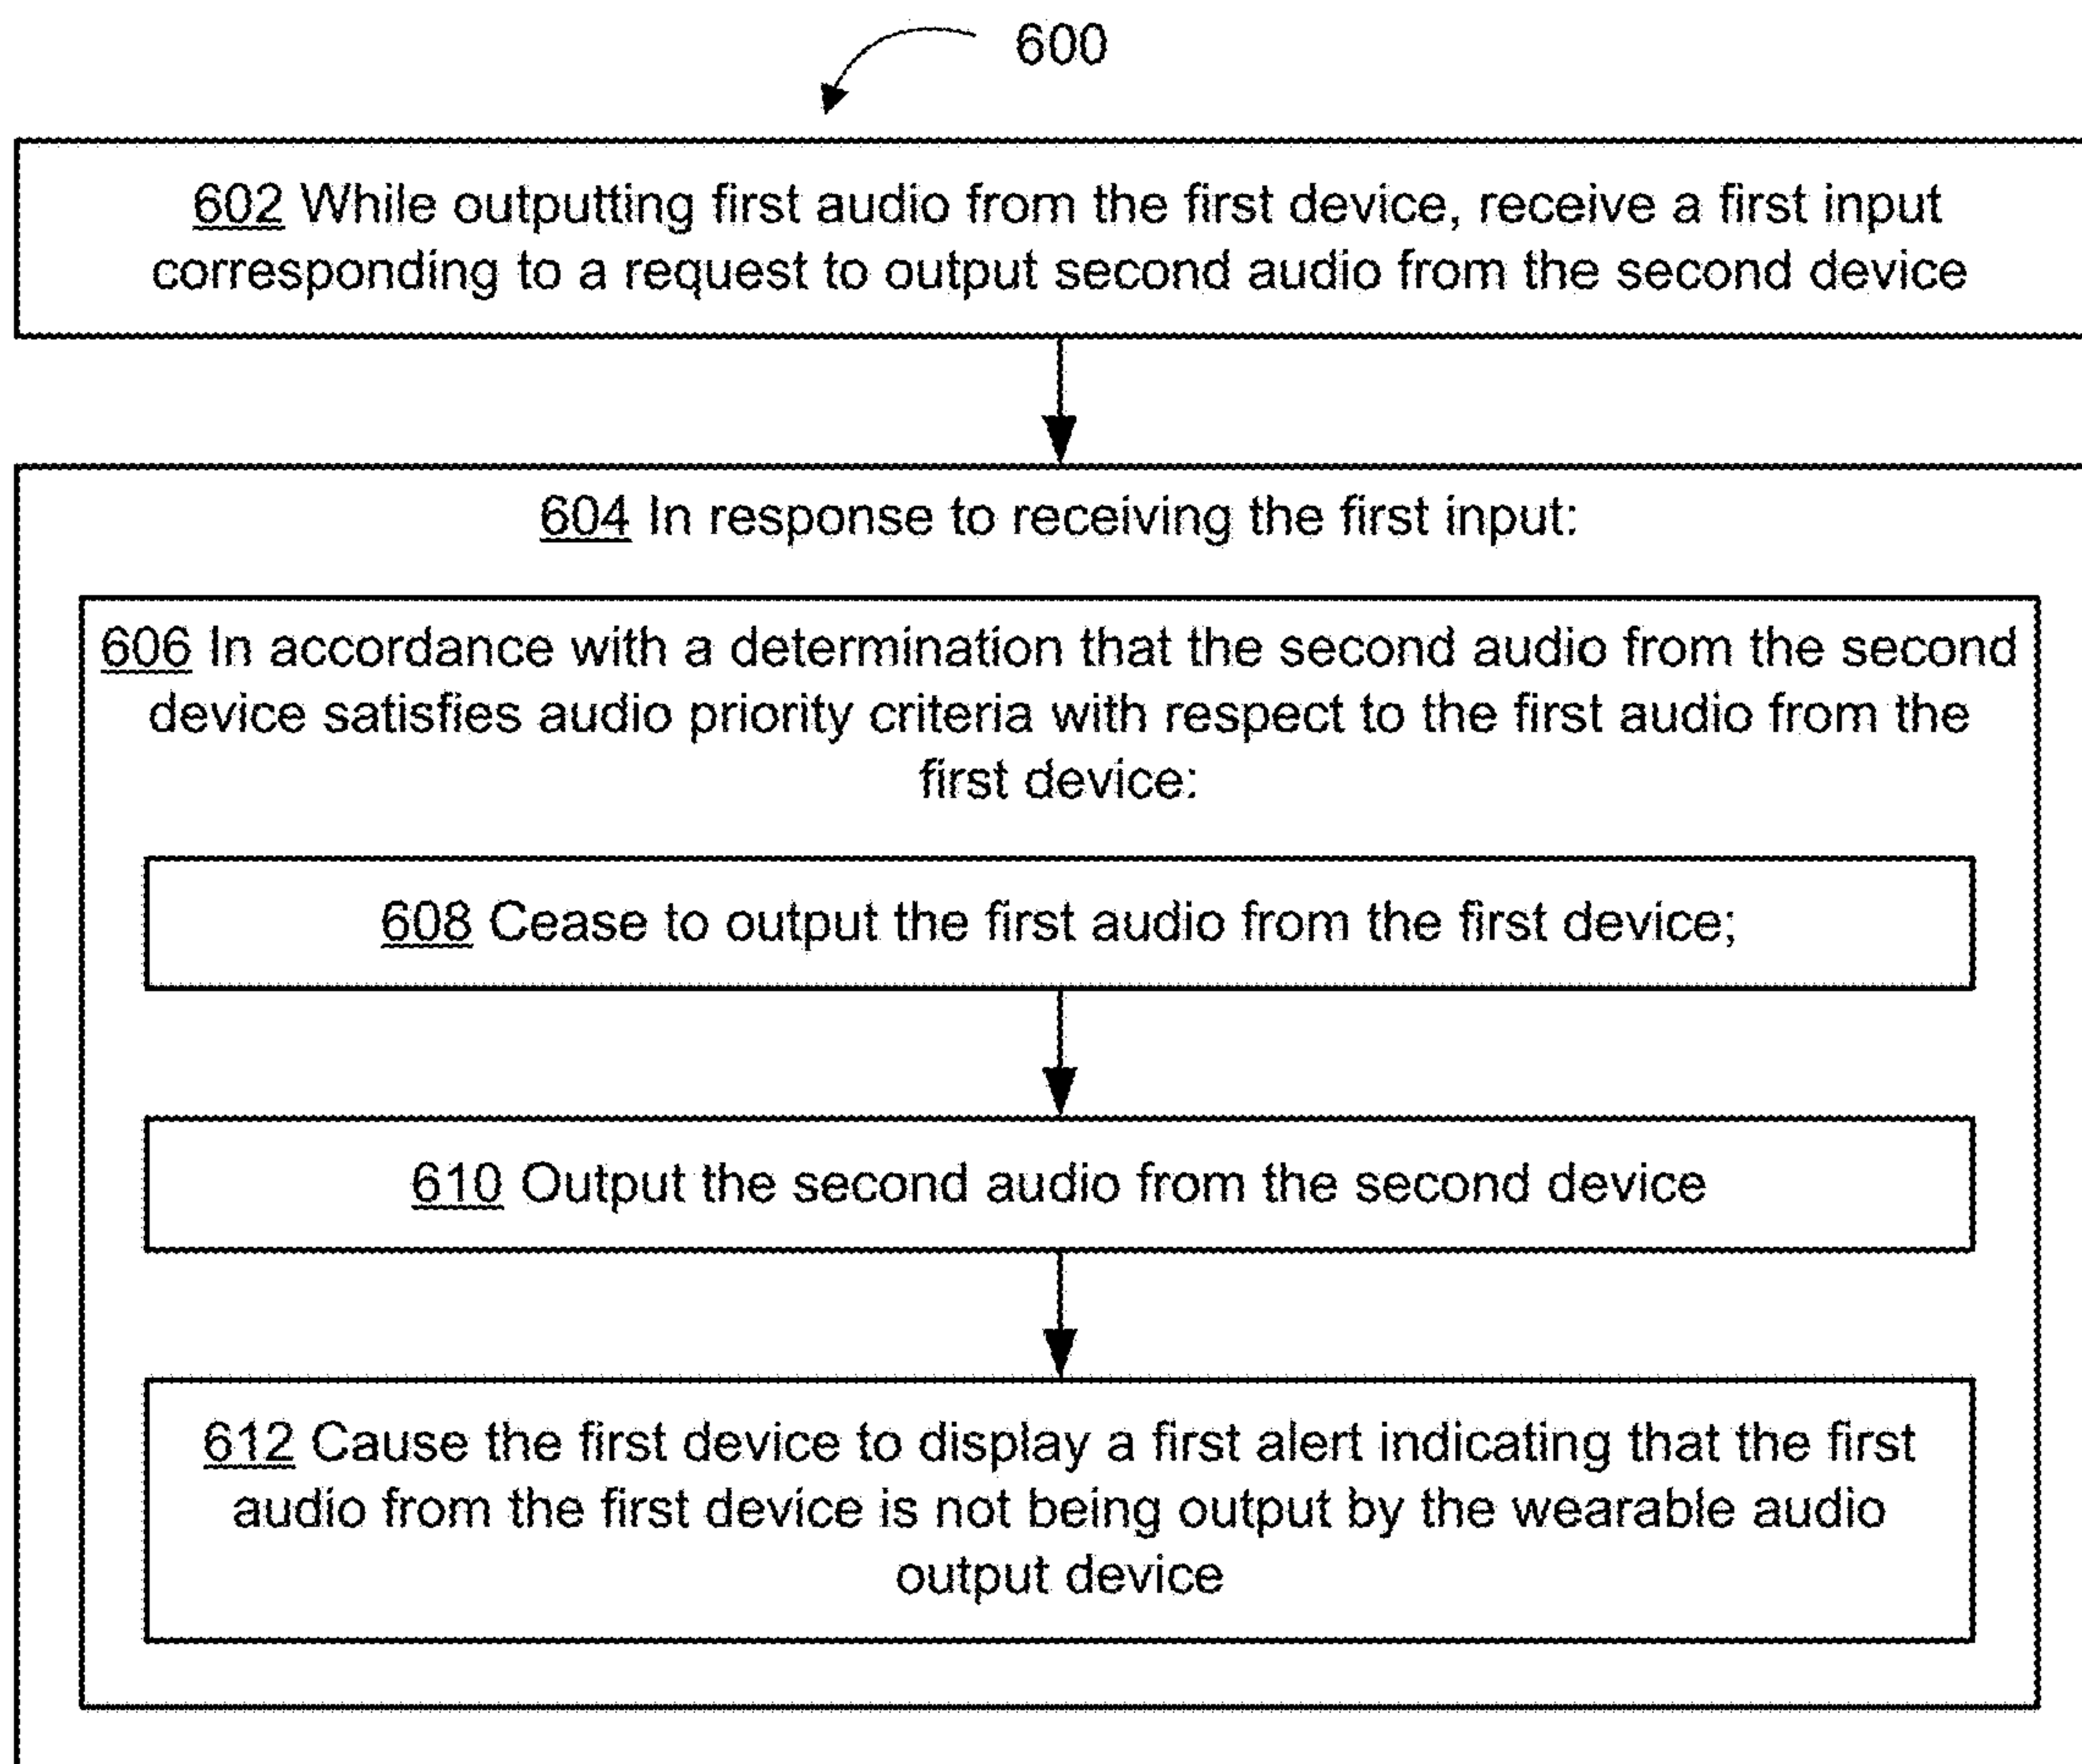 600
602 While outputting first audio from the first device, receive a first input
corresponding to a request to output second audio from the second device
604 In response to receiving the first input:
606 In accordance with a determination that the second audio from the second
device satisfies audio priority criteria with respect to the first audio from the
first device:
608 Cease to output the first audio from the first device;
610 Output the second audio from the second device
612 Cause the first device to display a first alert indicating that the first
audio from the first device is not being output by the wearable audio
output device